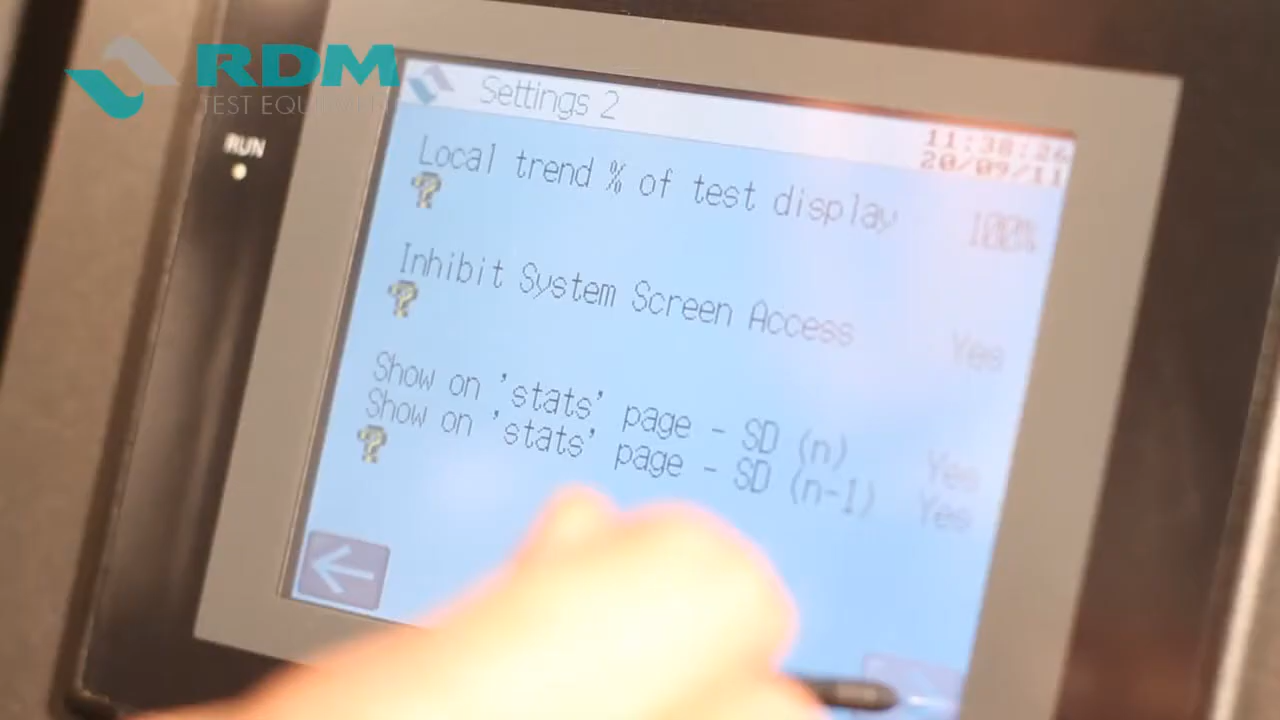 RDM
TEST EQUIPMENT
RUN
Settings 2
11:38:26
20/09/11
Local trend % of test display
100%
?
Inhibit System Screen Access
Yes
?
Show on 'stats' page - SD (n)
Yes
Show on 'stats' page - SD (n-1)
Yes
?